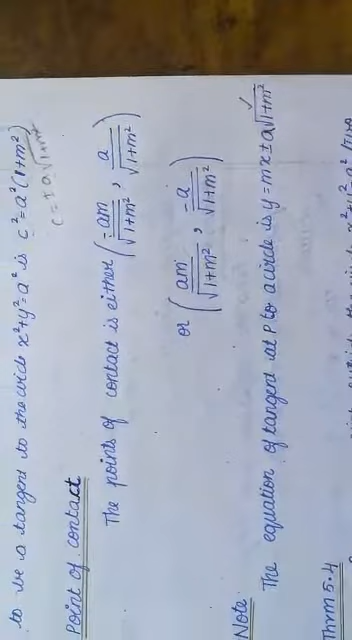 to be a tangent to the circle x²+y²=a² is c²=a²(1+m²)
c=±a√1+m²
Point of contact
The points of contact is either (-am/√1+m², a/√1+m²)
or (am/√1+m², -a/√1+m²)
Note:
The equation of tangent at P to a circle is y=mx±a√1+m²
Thrm 5.4